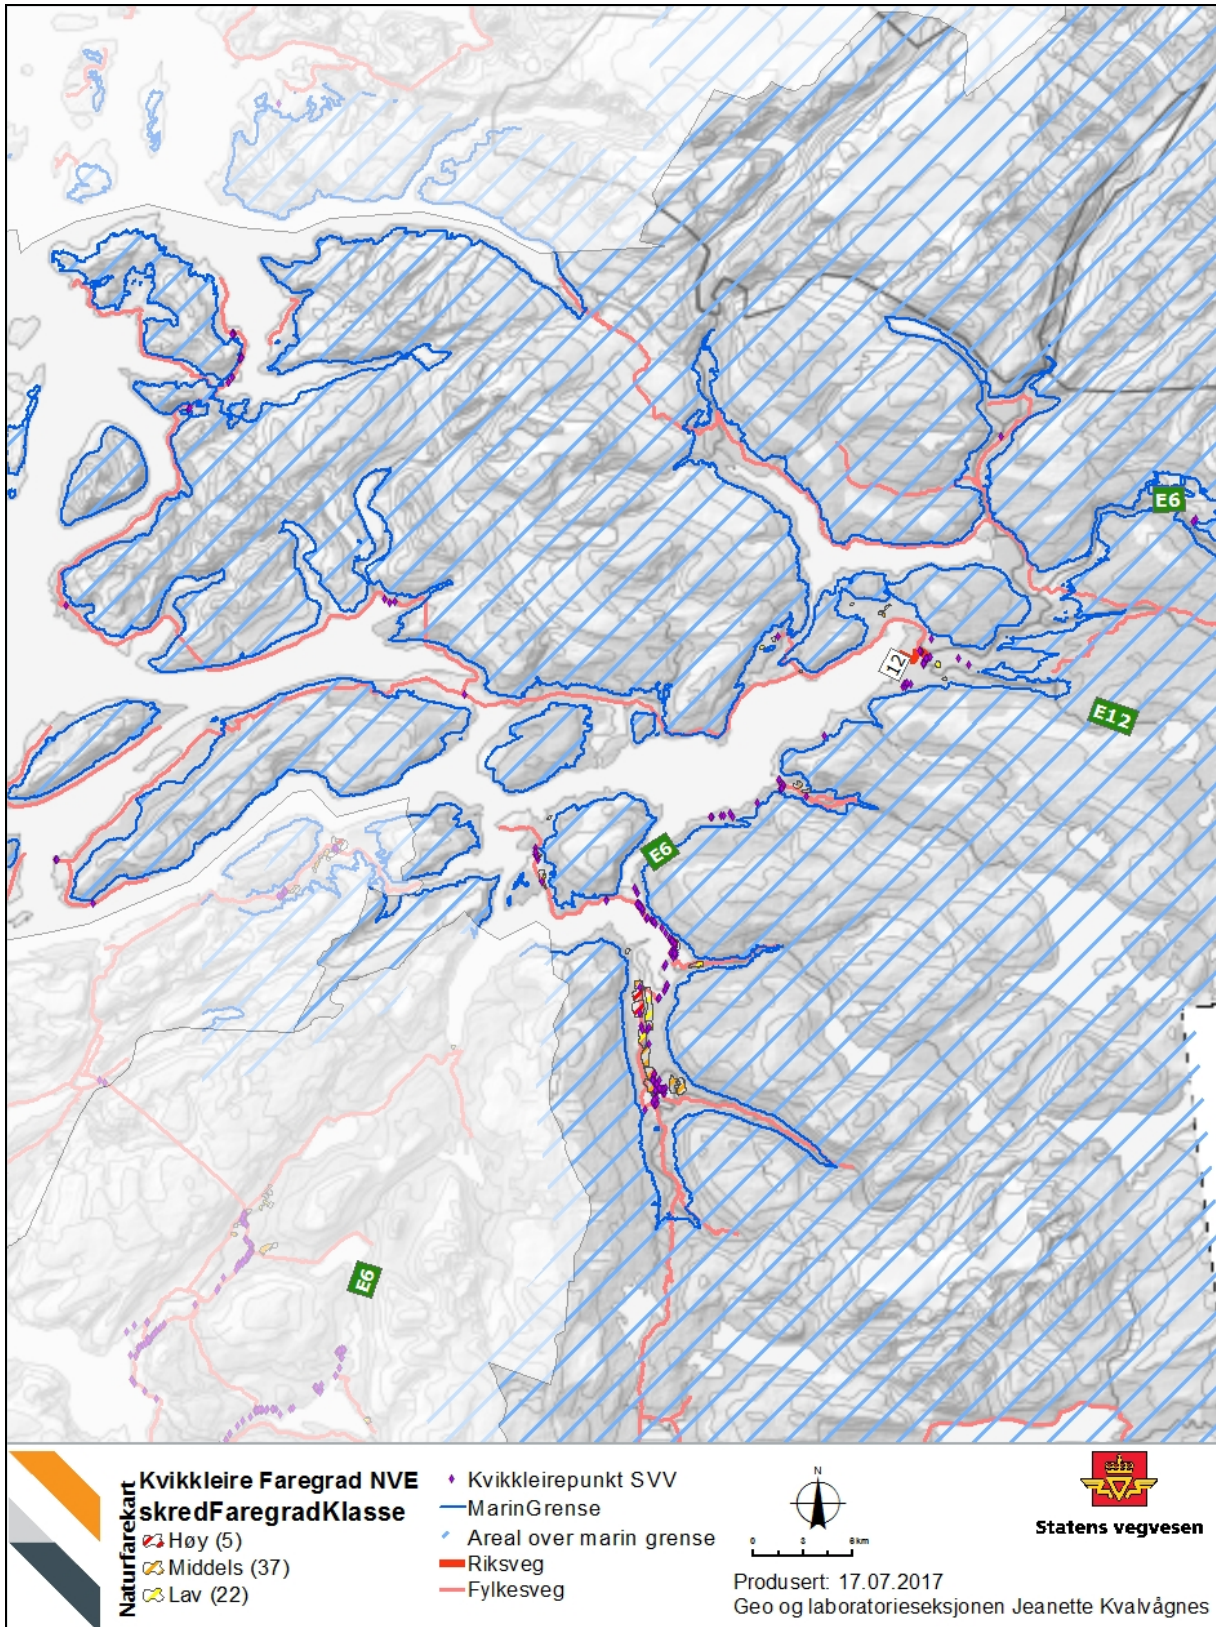 E6
12
E12
E6
E6
Naturfarekart
Kvikkleire Faregrad NVE
skredFaregradKlasse
Høy (5)
Middels (37)
Lav (22)
Kvikkleirepunkt SVV
MarinGrense
Areal over marin grense
Riksveg
Fylkesveg
N
0 3 6 km
Statens vegvesen
Produsert: 17.07.2017
Geo og laboratorieseksjonen Jeanette Kvalvågnes